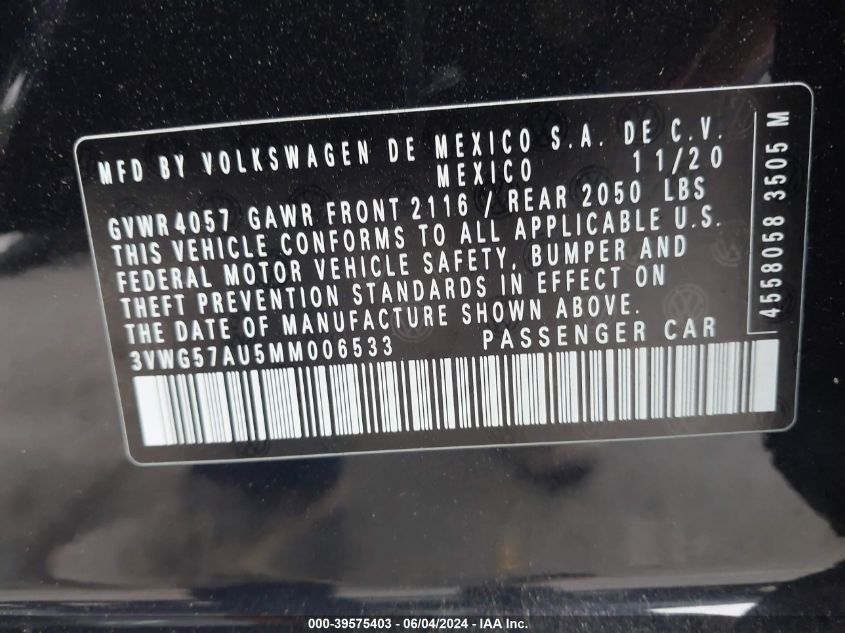 MFD BY VOLKSWAGEN DE MEXICO S.A. DE C.V.
MEXICO 11/20
GVWR4057 GAWR FRONT 2116 / REAR 2050 LBS
THIS VEHICLE CONFORMS TO ALL APPLICABLE U.S.
FEDERAL MOTOR VEHICLE SAFETY, BUMPER AND
THEFT PREVENTION STANDARDS IN EFFECT ON
THE DATE OF MANUFACTURE SHOWN ABOVE.
3VWG57AU5MM006533 PASSENGER CAR
4558058 3505 M
000-39575403 - 06/04/2024 - IAA Inc.